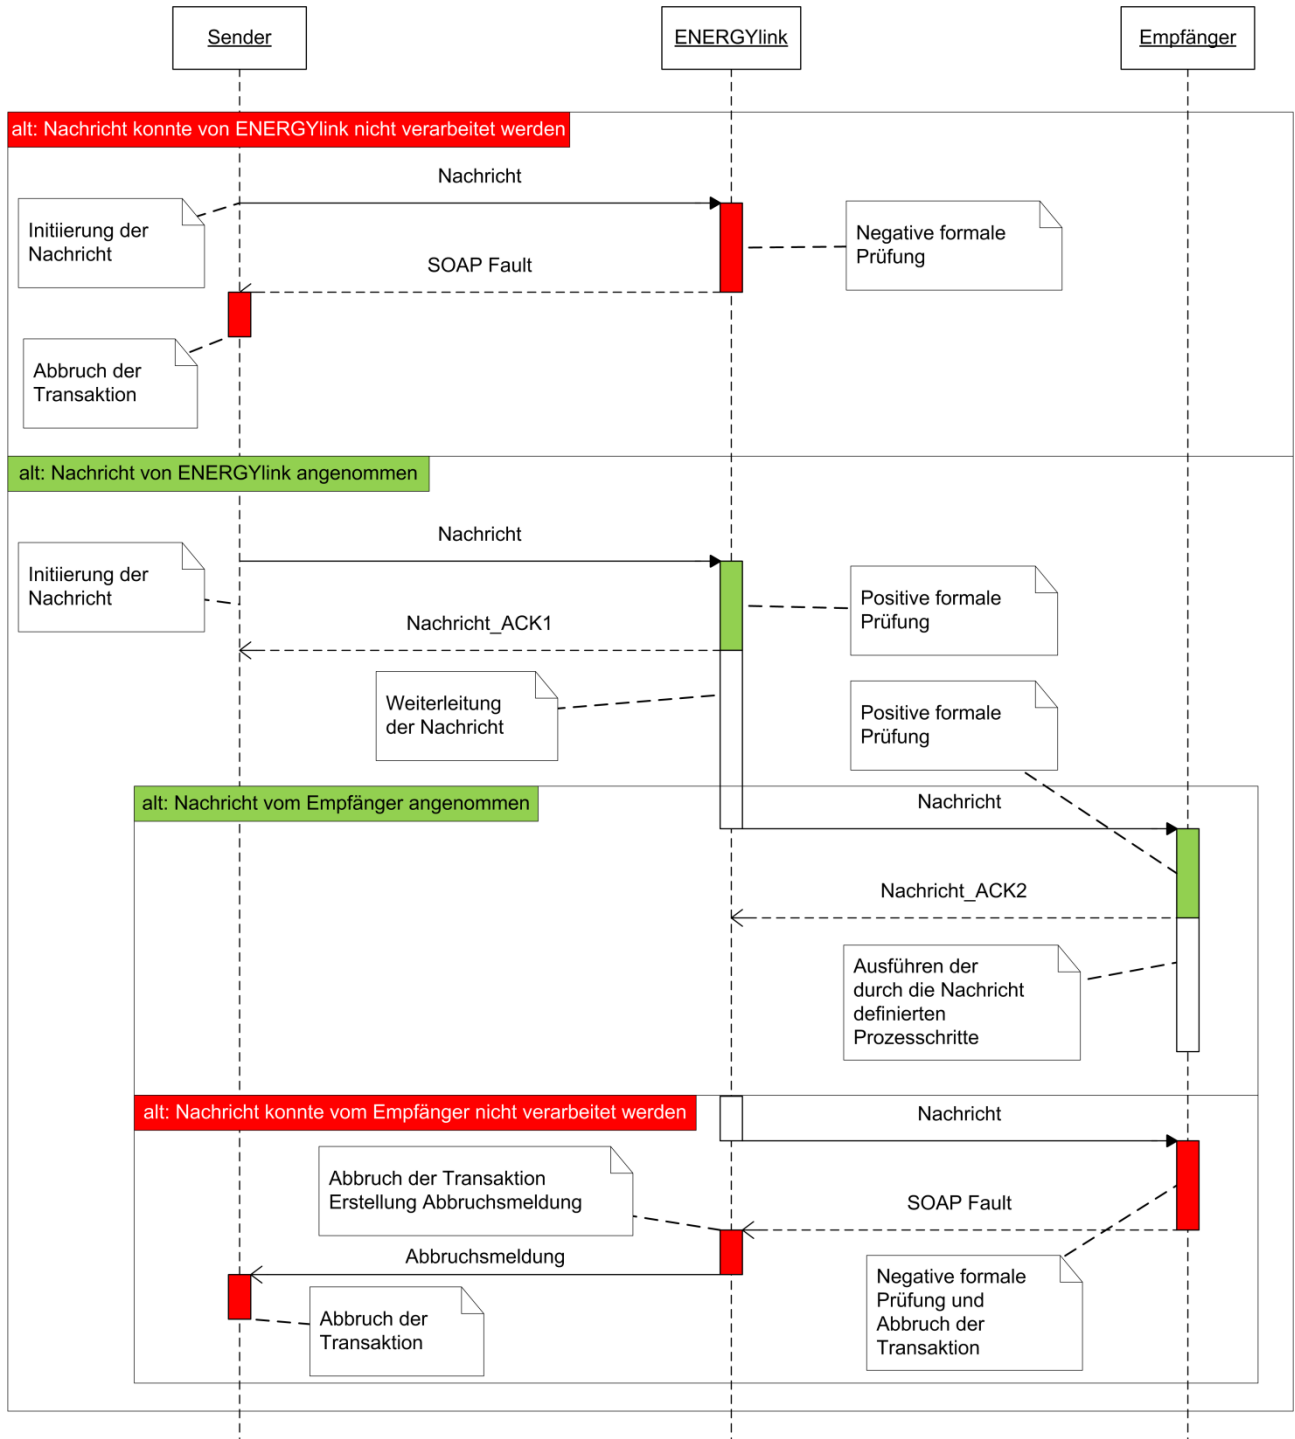 Sender
ENERGYlink
Empfänger
alt: Nachricht konnte von ENERGYlink nicht verarbeitet werden
Nachricht
Initiierung der
Nachricht
Negative formale
Prüfung
SOAP Fault
Abbruch der
Transaktion
alt: Nachricht von ENERGYlink angenommen
Nachricht
Initiierung der
Nachricht
Positive formale
Prüfung
Nachricht_ACK1
Weiterleitung
der Nachricht
Positive formale
Prüfung
alt: Nachricht vom Empfänger angenommen
Nachricht
Nachricht_ACK2
Ausführen der
durch die Nachricht
definierten
Prozesschritte
alt: Nachricht konnte vom Empfänger nicht verarbeitet werden
Nachricht
Abbruch der Transaktion
Erstellung Abbruchsmeldung
SOAP Fault
Abbruchsmeldung
Negative formale
Prüfung und
Abbruch der
Transaktion
Abbruch der
Transaktion